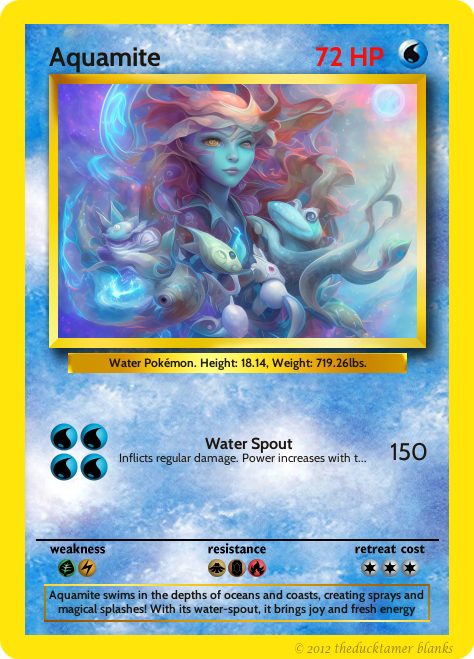 Aquamite 72 HP
Water Pokémon. Height: 18.14, Weight: 719.26lbs.
Water Spout
Inflicts regular damage. Power increases with t...
150
weakness resistance retreat cost
Aquamite swims in the depths of oceans and coasts, creating sprays and
magical splashes! With its water-spout, it brings joy and fresh energy
© 2012 theducktamer blanks